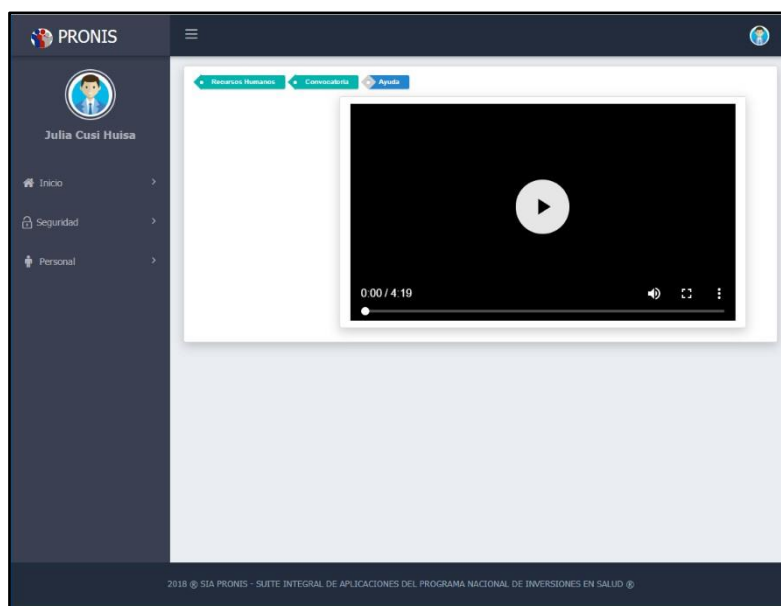 PRONIS
Julia Cusi Huisa
Inicio
Seguridad
Personal
Recursos Humanos
Convocatoria
Ayuda
0:00 / 4:19
2018 ® SIA PRONIS - SUITE INTEGRAL DE APLICACIONES DEL PROGRAMA NACIONAL DE INVERSIONES EN SALUD ®